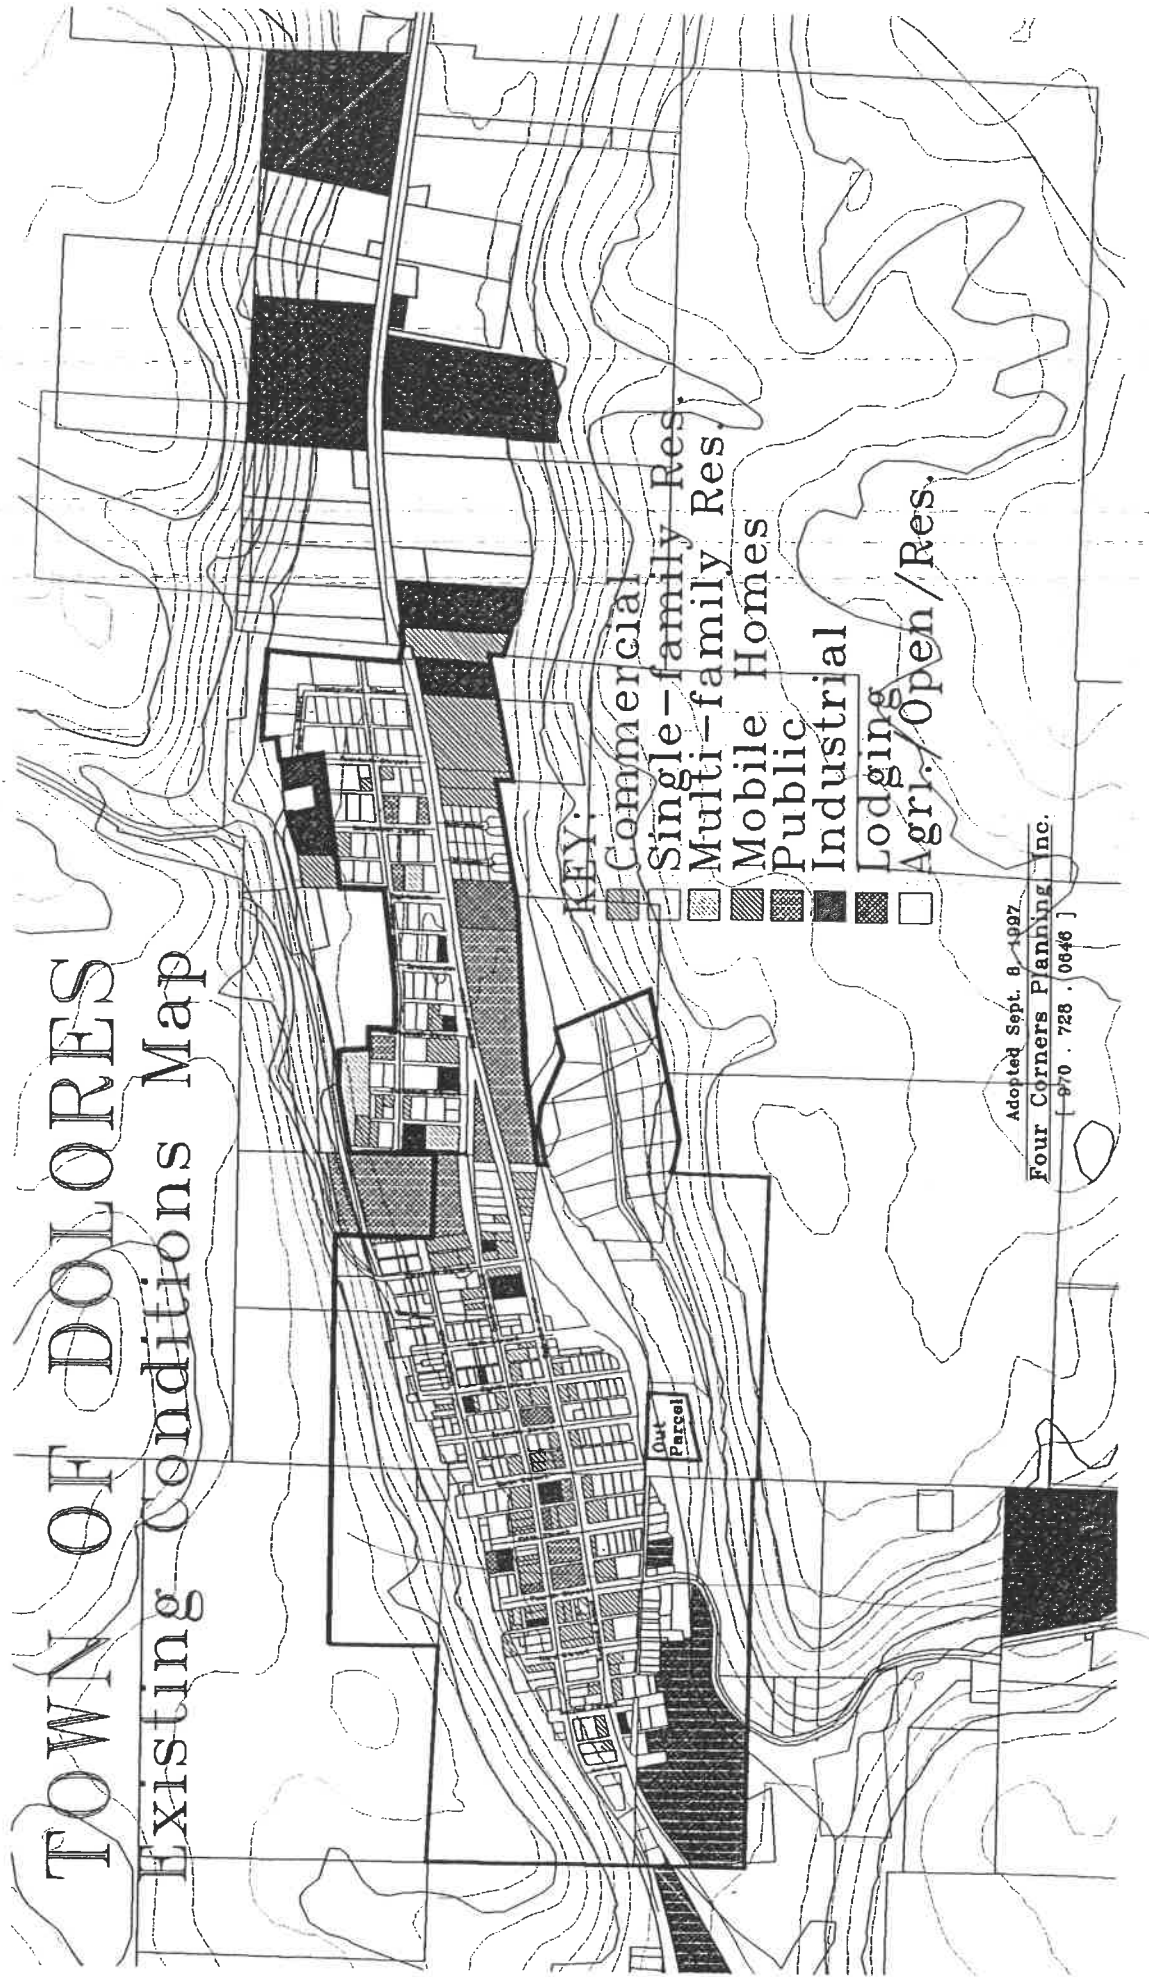 TOWN OF DOLORES
Existing Conditions Map
KEY:
Commercial
Single-family Res.
Multi-family Res.
Mobile Homes
Public
Industrial
Lodging
Agri./Open/Res.
Out
Parcel
Adopted Sept. 8, 1997
Four Corners Planning, Inc.
[ 970 . 728 . 0646 ]